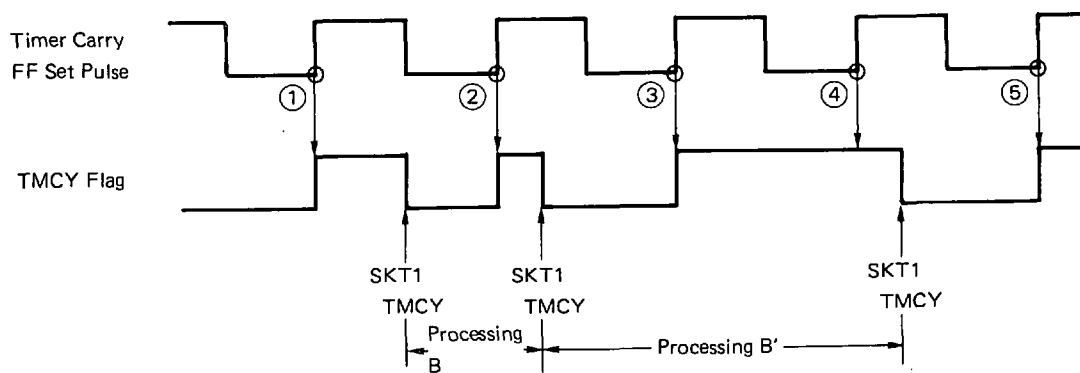 Timer Carry
FF Set Pulse
① ② ③ ④ ⑤
TMCY Flag
SKT1 SKT1 SKT1
TMCY TMCY TMCY
Processing
B
Processing B'